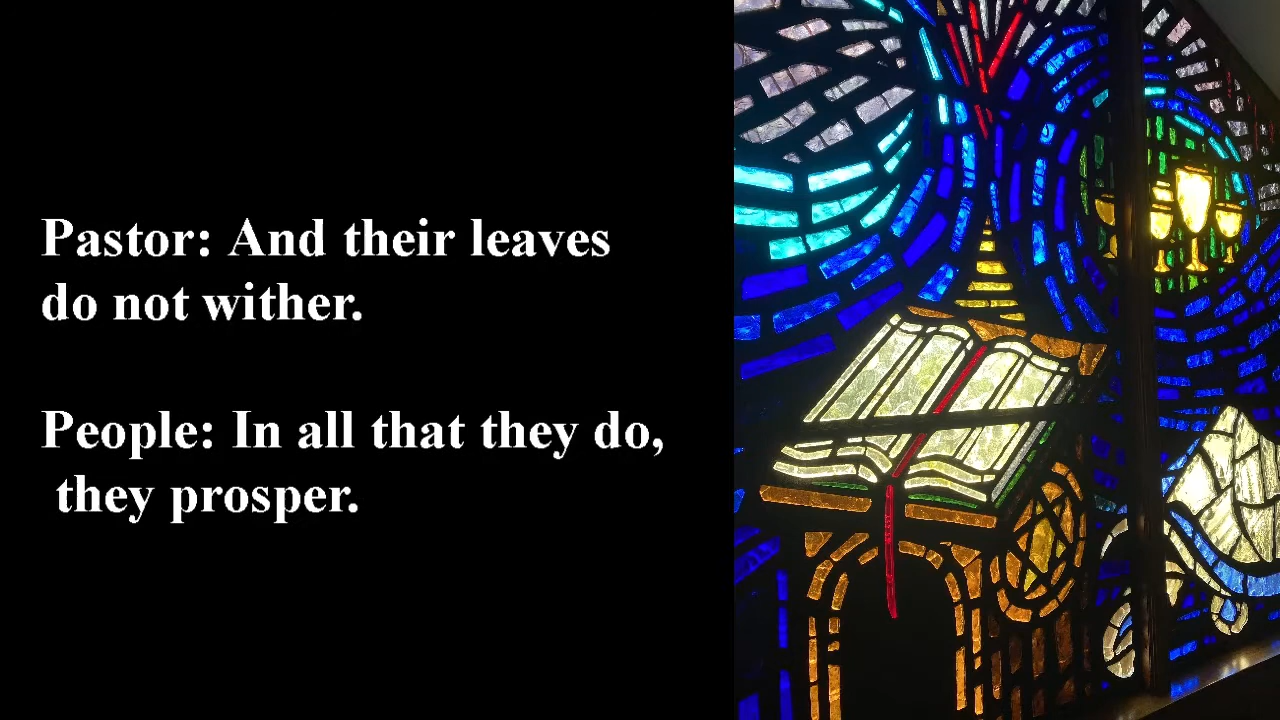 Pastor: And their leaves
do not wither.
People: In all that they do,
they prosper.